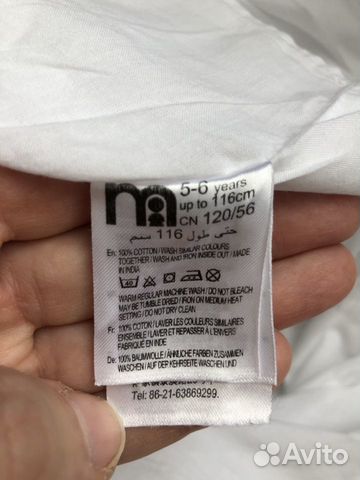 5-6 years
up to 116cm
CN 120/56
حتى طول 116 سم
En: 100% COTTON / WASH SIMILAR COLOURS
TOGETHER / WASH AND IRON INSIDE OUT / MADE
IN INDIA
WARM REGULAR MACHINE WASH / DO NOT BLEACH
MAY BE TUMBLE DRIED / IRON ON MEDIUM HEAT
SETTING / DO NOT DRY CLEAN
Fr: 100% COTON / LAVER LES COULEURS SIMILAIRES
ENSEMBLE / LAVER ET REPASSER A L'ENVERS
FABRIQUÉ EN INDE
De: 100% BAUMWOLLE / ÄHNLICHE FARBEN ZUSAMMEN
WASCHEN / AUF DER KEHRSEITE WASCHEN UND
Tel: 86-21-63869299.
Avito